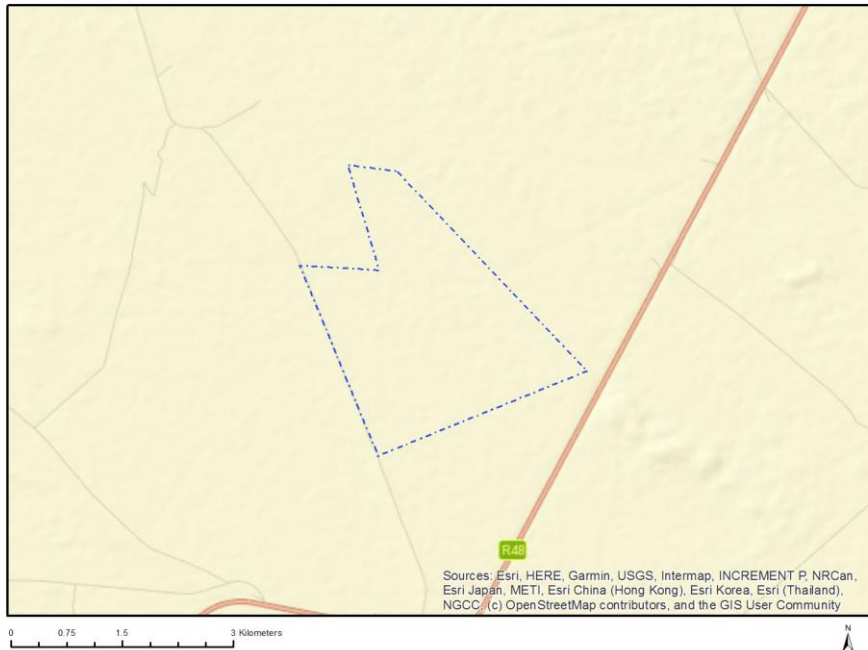 R48
Sources: Esri, HERE, Garmin, USGS, Intermap, INCREMENT P, NRCan,
Esri Japan, METI, Esri China (Hong Kong), Esri Korea, Esri (Thailand),
NGCC, (c) OpenStreetMap contributors, and the GIS User Community
0 0.75 1.5 3 Kilometers
N